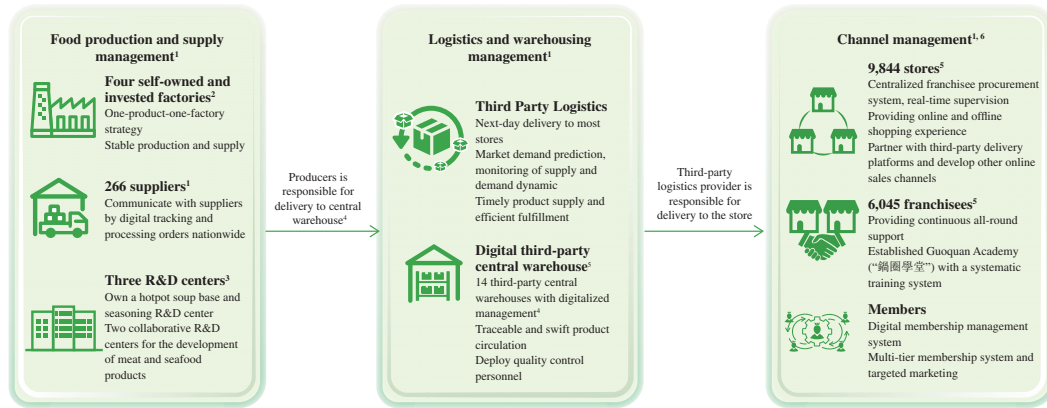 Food production and supply
management¹
Four self-owned and
invested factories²
One-product-one-factory
strategy
Stable production and supply
266 suppliers¹
Communicate with suppliers
by digital tracking and
processing orders nationwide
Three R&D centers³
Own a hotpot soup base and
seasoning R&D center
Two collaborative R&D
centers for the development
of meat and seafood
products
Producers is
responsible for
delivery to central
warehouse⁴
Logistics and warehousing
management¹
Third Party Logistics
Next-day delivery to most
stores
Market demand prediction,
monitoring of supply and
demand dynamic
Timely product supply and
efficient fulfillment
Digital third-party
central warehouse⁵
14 third-party central
warehouses with digitalized
management⁴
Traceable and swift product
circulation
Deploy quality control
personnel
Third-party
logistics provider is
responsible for
delivery to the store
Channel management¹,⁶
9,844 stores⁵
Centralized franchisee procurement
system, real-time supervision
Providing online and offline
shopping experience
Partner with third-party delivery
platforms and develop other online
sales channels
6,045 franchisees⁵
Providing continuous all-round
support
Established Guoquan Academy
(“鍋圈學堂”) with a systematic
training system
Members
Digital membership management
system
Multi-tier membership system and
targeted marketing